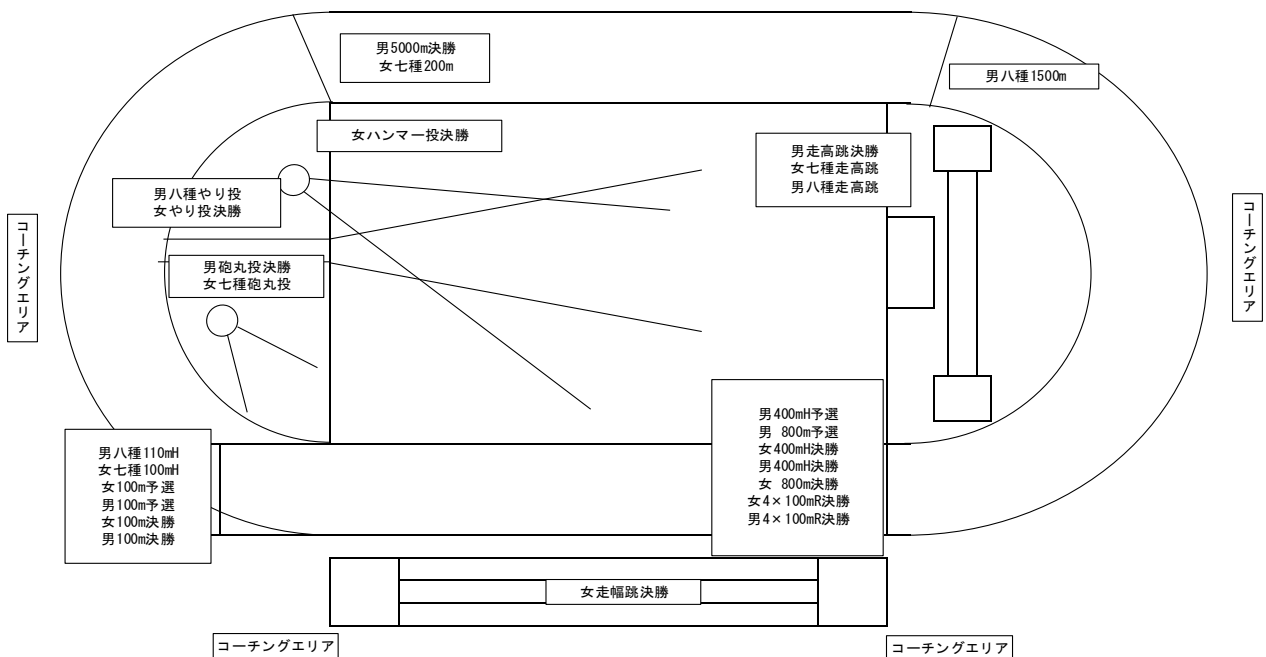 男5000m決勝
女七種200m
男八種1500m
女ハンマー投決勝
男走高跳決勝
女七種走高跳
男八種走高跳
男八種やり投
女やり投決勝
コーチングエリア
コーチングエリア
男砲丸投決勝
女七種砲丸投
男400mH予選
男 800m予選
女400mH決勝
男400mH決勝
女 800m決勝
女4×100mR決勝
男4×100mR決勝
男八種110mH
女七種100mH
女100m予選
男100m予選
女100m決勝
男100m決勝
女走幅跳決勝
コーチングエリア
コーチングエリア